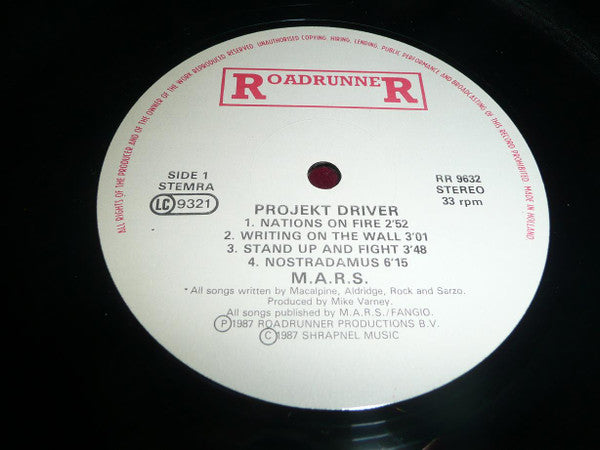 ALL RIGHTS OF THE PRODUCER AND OF THE OWNER OF THE WORK REPRODUCED RESERVED. UNAUTHORISED COPYING, HIRING, LENDING, PUBLIC PERFORMANCE AND BROADCASTING OF THIS RECORD PROHIBITED. MADE IN HOLLAND
ROADRUNNER
SIDE 1
STEMRA
LC 9321
RR 9632
STEREO
33 rpm
PROJEKT DRIVER
1. NATIONS ON FIRE 2'52
2. WRITING ON THE WALL 3'01
3. STAND UP AND FIGHT 3'48
4. NOSTRADAMUS 6'15
M.A.R.S.
* All songs written by Macalpine, Aldridge, Rock and Sarzo.
Produced by Mike Varney.
All songs published by M.A.R.S./FANGIO.
Ⓟ1987 ROADRUNNER PRODUCTIONS B.V.
©1987 SHRAPNEL MUSIC